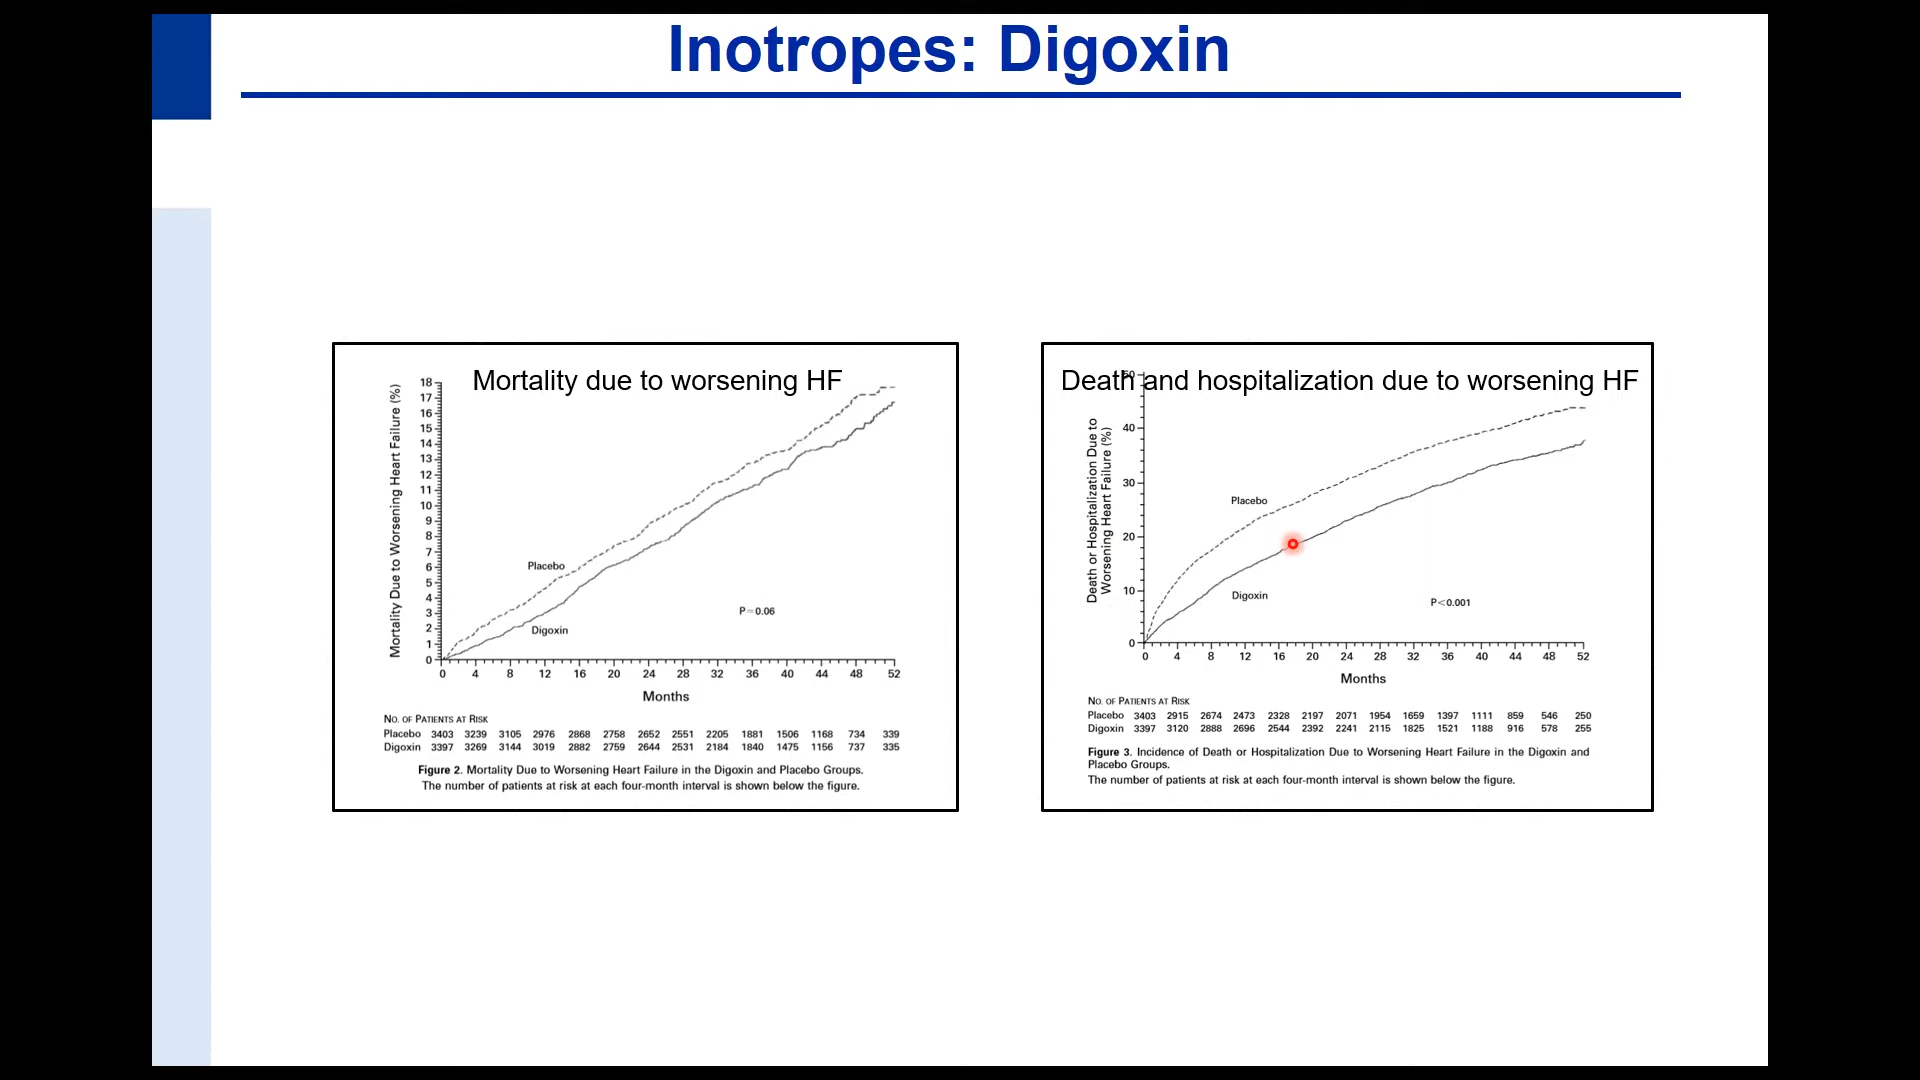 Inotropes: Digoxin
Mortality due to worsening HF
Mortality Due to Worsening Heart Failure (%)
18
17
16
15
14
13
12
11
10
9
8
7
6
5
4
3
2
1
0
Placebo
Digoxin
P=0.06
0 4 8 12 16 20 24 28 32 36 40 44 48 52
Months
NO. OF PATIENTS AT RISK
Placebo 3403 3239 3105 2976 2868 2758 2652 2551 2205 1881 1506 1168 734 339
Digoxin 3397 3269 3144 3019 2882 2759 2644 2531 2184 1840 1475 1156 737 335
Figure 2. Mortality Due to Worsening Heart Failure in the Digoxin and Placebo Groups.
The number of patients at risk at each four-month interval is shown below the figure.
Death and hospitalization due to worsening HF
Death or Hospitalization Due to
Worsening Heart Failure (%)
50
40
30
20
10
0
Placebo
Digoxin
P<0.001
0 4 8 12 16 20 24 28 32 36 40 44 48 52
Months
NO. OF PATIENTS AT RISK
Placebo 3403 2915 2674 2473 2328 2197 2071 1954 1659 1397 1111 859 546 250
Digoxin 3397 3120 2888 2696 2544 2392 2241 2115 1825 1521 1188 916 578 255
Figure 3. Incidence of Death or Hospitalization Due to Worsening Heart Failure in the Digoxin and
Placebo Groups.
The number of patients at risk at each four-month interval is shown below the figure.